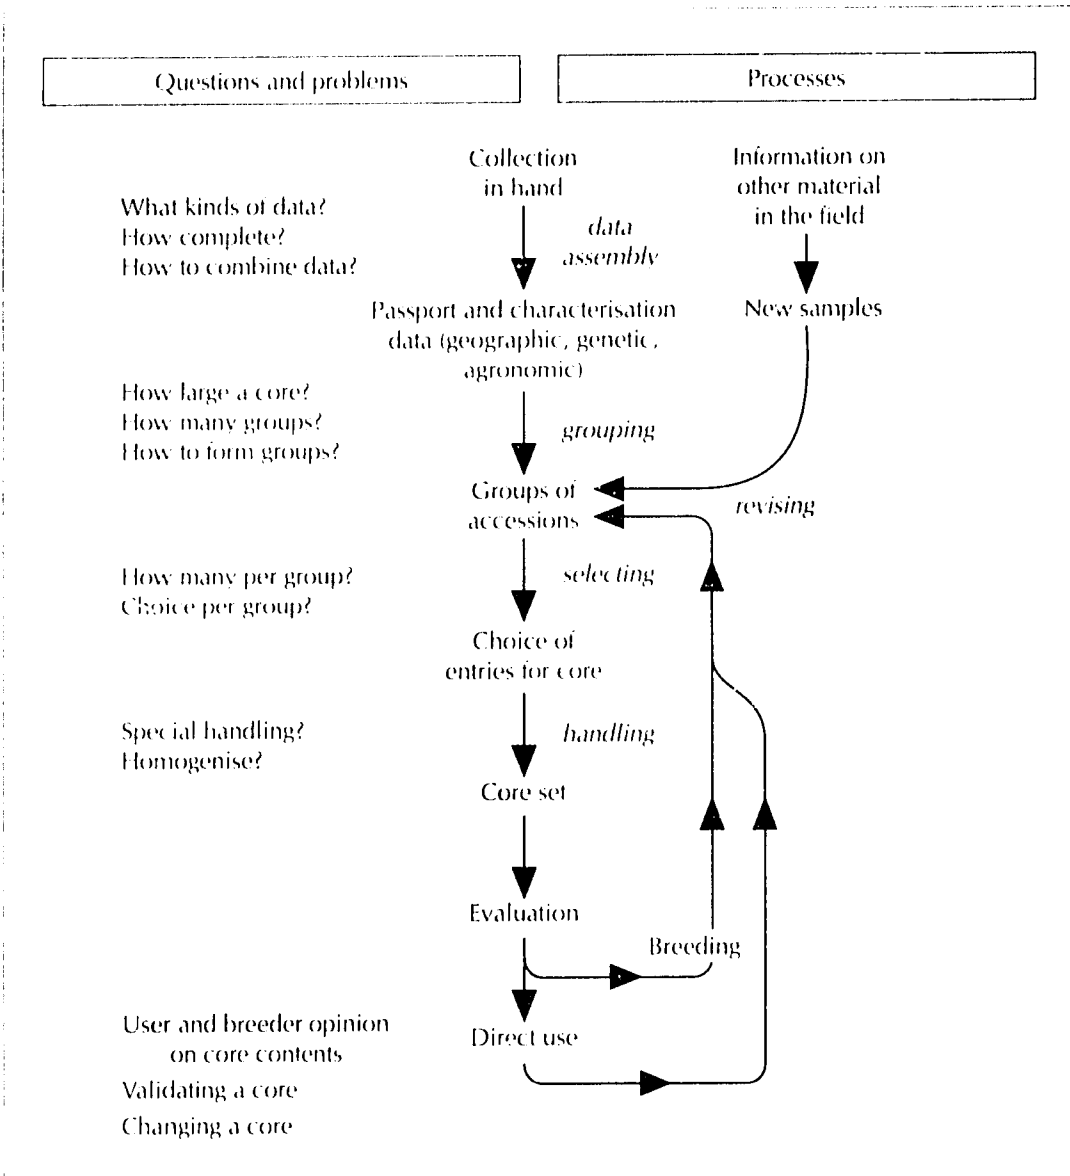 Questions and problems
Processes
Collection
in hand
Information on
other material
in the field
What kinds of data?
How complete?
How to combine data?
data
assembly
Passport and characterisation
data (geographic, genetic,
agronomic)
New samples
How large a core?
How many groups?
How to form groups?
grouping
Groups of
accessions
revising
How many per group?
Choice per group?
selecting
Choice of
entries for core
Special handling?
Homogenise?
handling
Core set
Evaluation
Breeding
User and breeder opinion
on core contents
Validating a core
Changing a core
Direct use